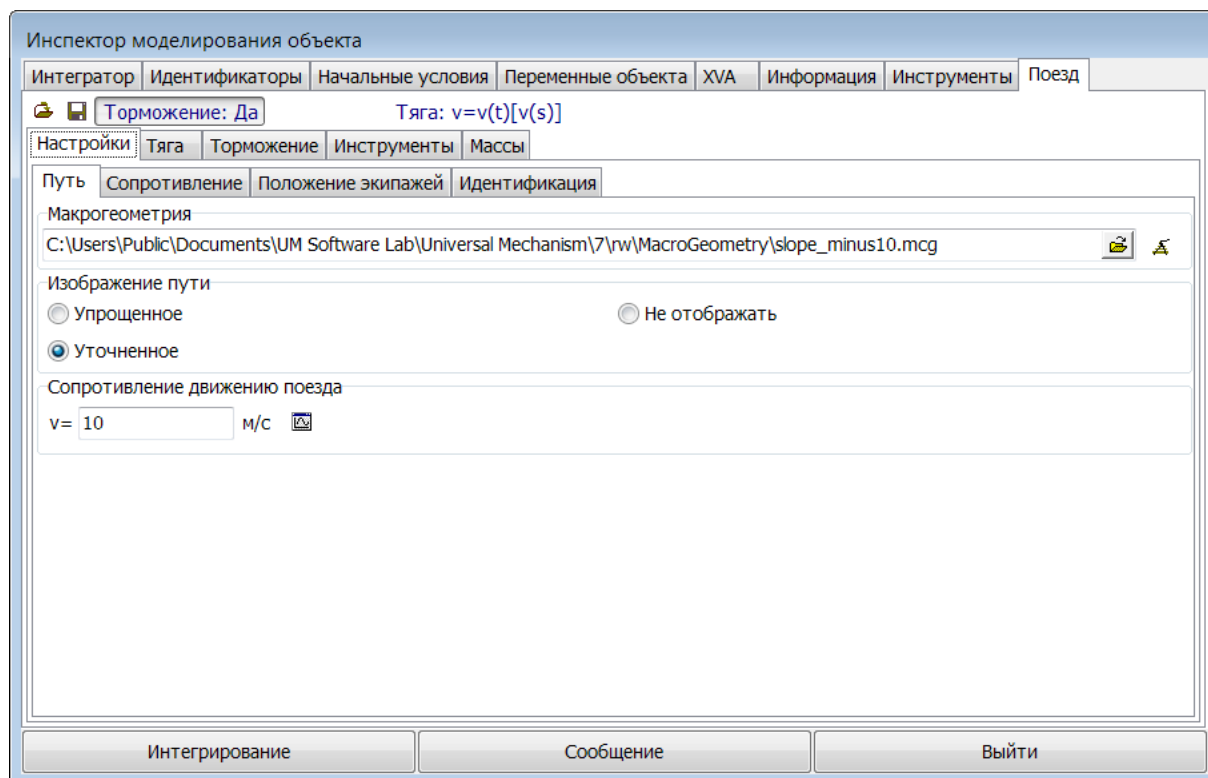 Инспектор моделирования объекта
Интегратор Идентификаторы Начальные условия Переменные объекта XVA Информация Инструменты Поезд
Торможение: Да Тяга: v=v(t)[v(s)]
Настройки Тяга Торможение Инструменты Массы
Путь Сопротивление Положение экипажей Идентификация
Макрогеометрия
C:\Users\Public\Documents\UM Software Lab\Universal Mechanism\7\rw\MacroGeometry\slope_minus10.mcg
Изображение пути
Упрощенное Не отображать
Уточненное
Сопротивление движению поезда
v= 10 м/с
Интегрирование Сообщение Выйти